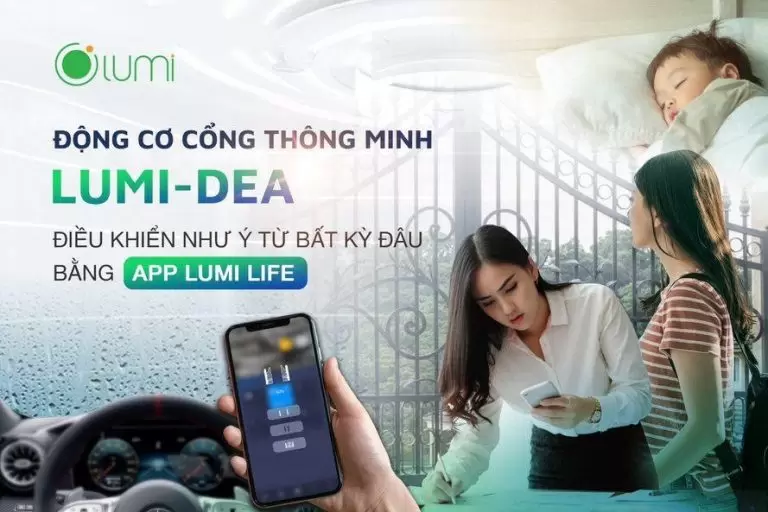 lumi
ĐỘNG CƠ CỔNG THÔNG MINH
LUMI-DEA
ĐIỀU KHIỂN NHƯ Ý TỪ BẤT KỲ ĐÂU
BẰNG APP LUMI LIFE